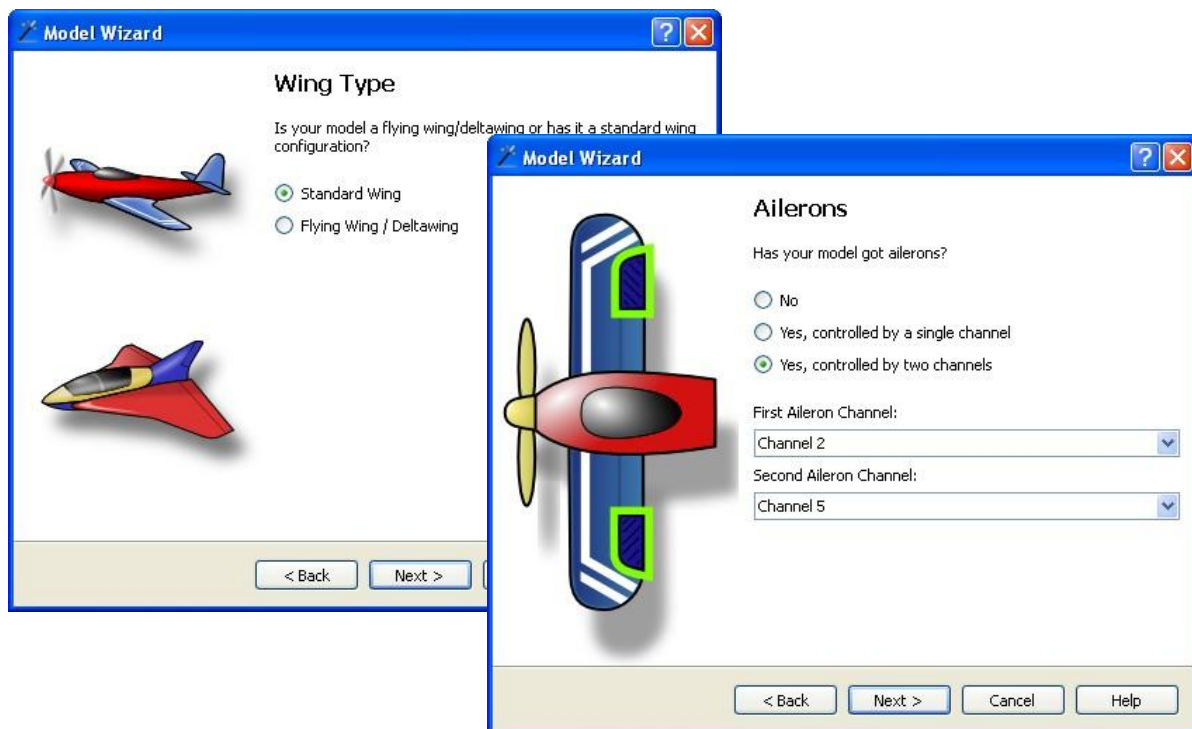 Model Wizard
Wing Type
Is your model a flying wing/deltawing or has it a standard wing
configuration?
Standard Wing
Flying Wing / Deltawing
< Back
Next >
Model Wizard
Ailerons
Has your model got ailerons?
No
Yes, controlled by a single channel
Yes, controlled by two channels
First Aileron Channel:
Channel 2
Second Aileron Channel:
Channel 5
< Back
Next >
Cancel
Help